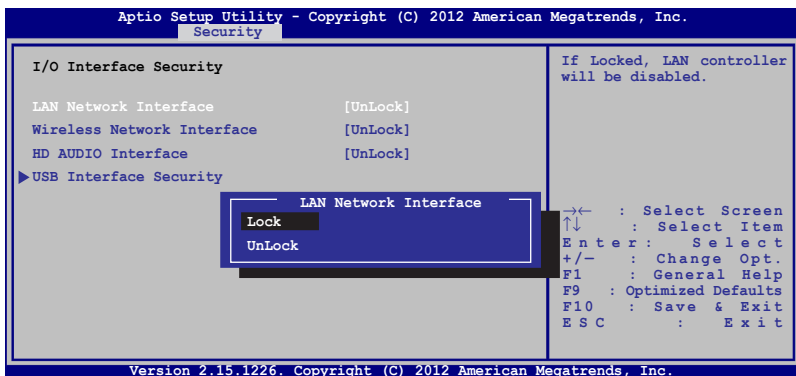 Aptio Setup Utility - Copyright (C) 2012 American Megatrends, Inc.
Security
I/O Interface Security
LAN Network Interface [UnLock]
Wireless Network Interface [UnLock]
HD AUDIO Interface [UnLock]
USB Interface Security
LAN Network Interface
Lock
UnLock
If Locked, LAN controller
will be disabled.
→← : Select Screen
↑↓ : Select Item
Enter: Select
+/— : Change Opt.
F1 : General Help
F9 : Optimized Defaults
F10 : Save & Exit
ESC : Exit
Version 2.15.1226. Copyright (C) 2012 American Megatrends, Inc.